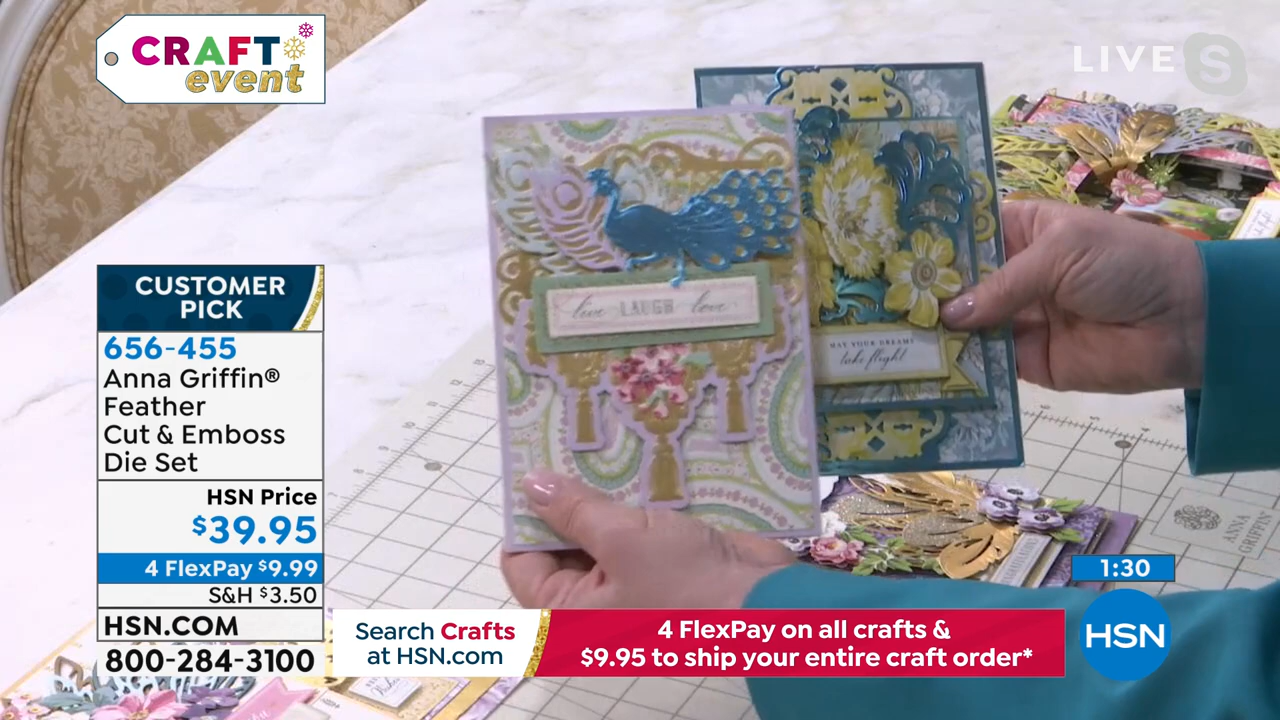 CRAFT
event
LIVE S
CUSTOMER
PICK
656-455
Anna Griffin®
Feather
Cut & Emboss
Die Set
HSN Price
$39.95
4 FlexPay $9.99
S&H $3.50
HSN.COM
800-284-3100
live LAUGH love
MAY YOUR DREAMS
take flight
ANNA
GRIFFIN
1:30
Search Crafts
at HSN.com
4 FlexPay on all crafts &
$9.95 to ship your entire craft order*
HSN